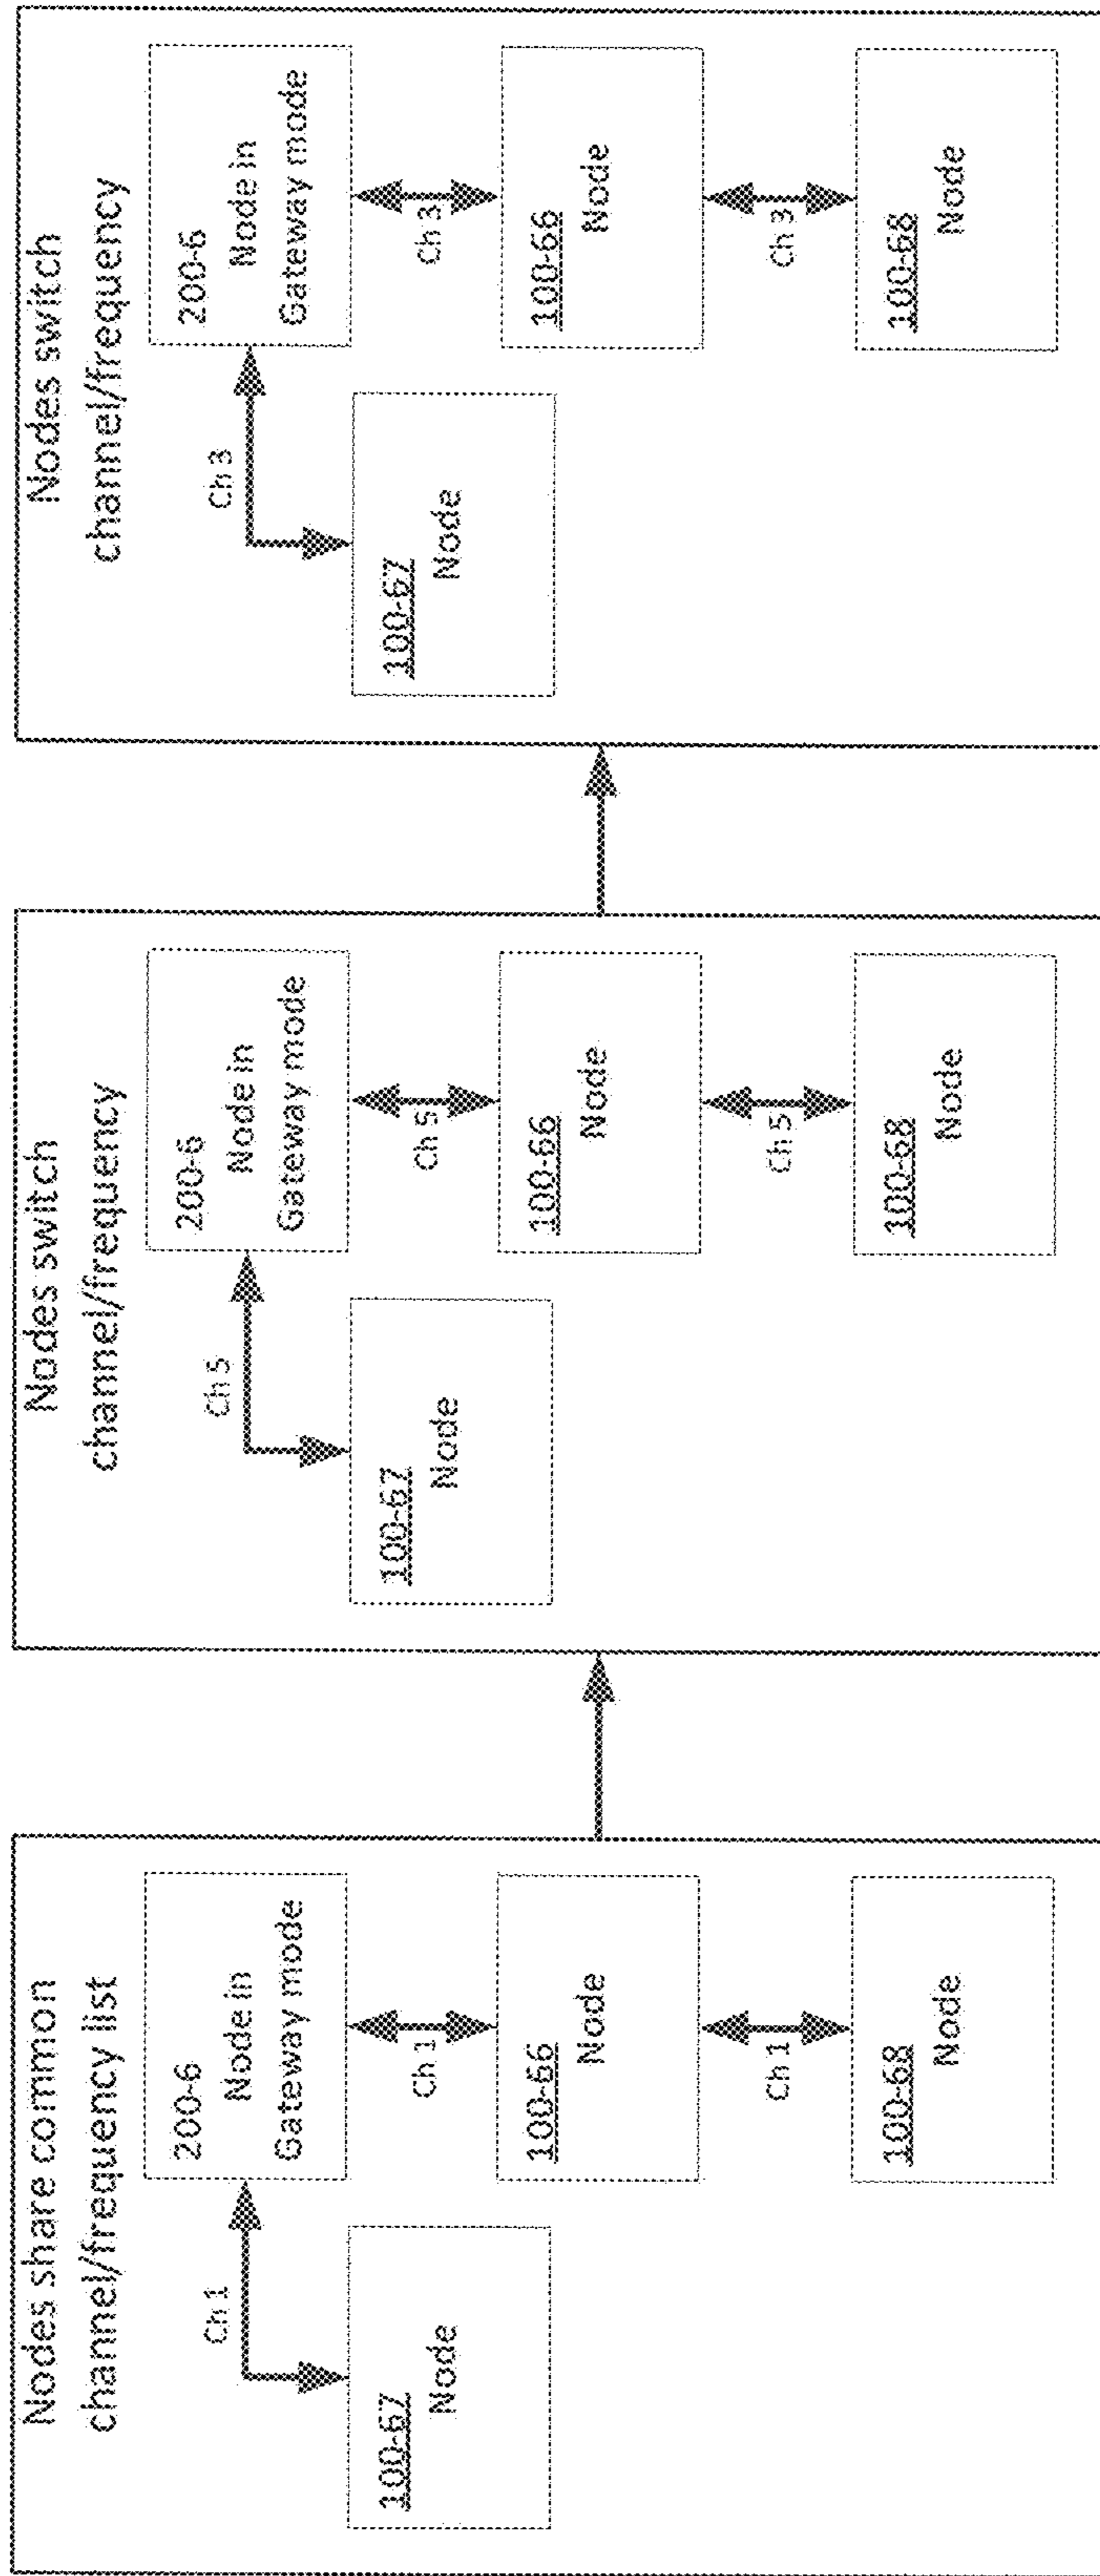 Nodes share common
channel/frequency list
Ch 1
200-6
Node in
Gateway mode
100-67
Node
Ch 1
100-66
Node
Ch 1
100-68
Node
Nodes switch
channel/frequency
Ch 5
200-6
Node in
Gateway mode
100-67
Node
Ch 5
100-66
Node
Ch 5
100-68
Node
Nodes switch
channel/frequency
Ch 3
200-6
Node in
Gateway mode
100-67
Node
Ch 3
100-66
Node
Ch 3
100-68
Node